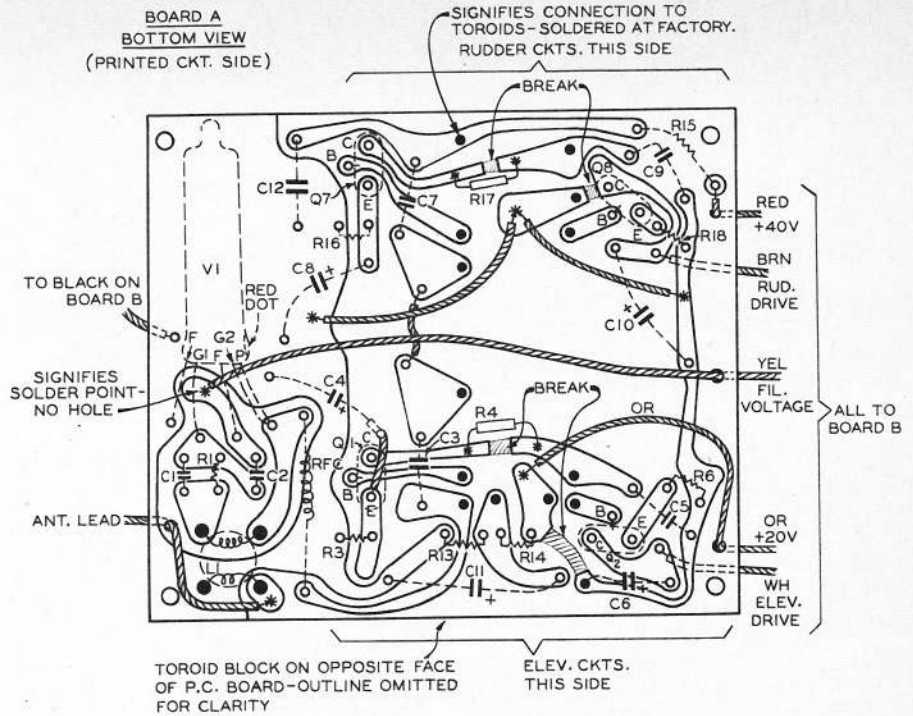 BOARD A
BOTTOM VIEW
(PRINTED CKT. SIDE)
SIGNIFIES CONNECTION TO
TOROIDS-SOLDERED AT FACTORY.
RUDDER CKTS. THIS SIDE
BREAK
R15
C
B
C12
Q7
E
C7
R17
Q8
C
C9
B
E
R18
RED
+40V
R16
C8
+
BRN
RUD.
DRIVE
V1
RED
DOT
C10
+
TO BLACK ON
BOARD B
F
G2
G1
F
P
YEL
FIL.
VOLTAGE
SIGNIFIES
SOLDER POINT-
NO HOLE
C4
+
BREAK
R4
OR
ALL TO
BOARD B
Q1
C
C3
B
E
C1
R1
C2
RFC
R6
C5
B
E
C
Q2
ANT. LEAD
R3
R13
R14
OR
+20V
L1
C11
+
C6
+
WH
ELEV.
DRIVE
TOROID BLOCK ON OPPOSITE FACE
OF P.C. BOARD-OUTLINE OMITTED
FOR CLARITY
ELEV. CKTS.
THIS SIDE